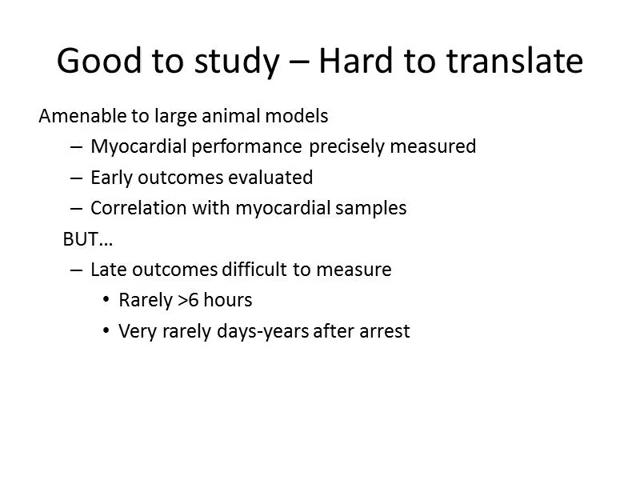 Good to study – Hard to translate
Amenable to large animal models
– Myocardial performance precisely measured
– Early outcomes evaluated
– Correlation with myocardial samples
BUT…
– Late outcomes difficult to measure
• Rarely >6 hours
• Very rarely days-years after arrest